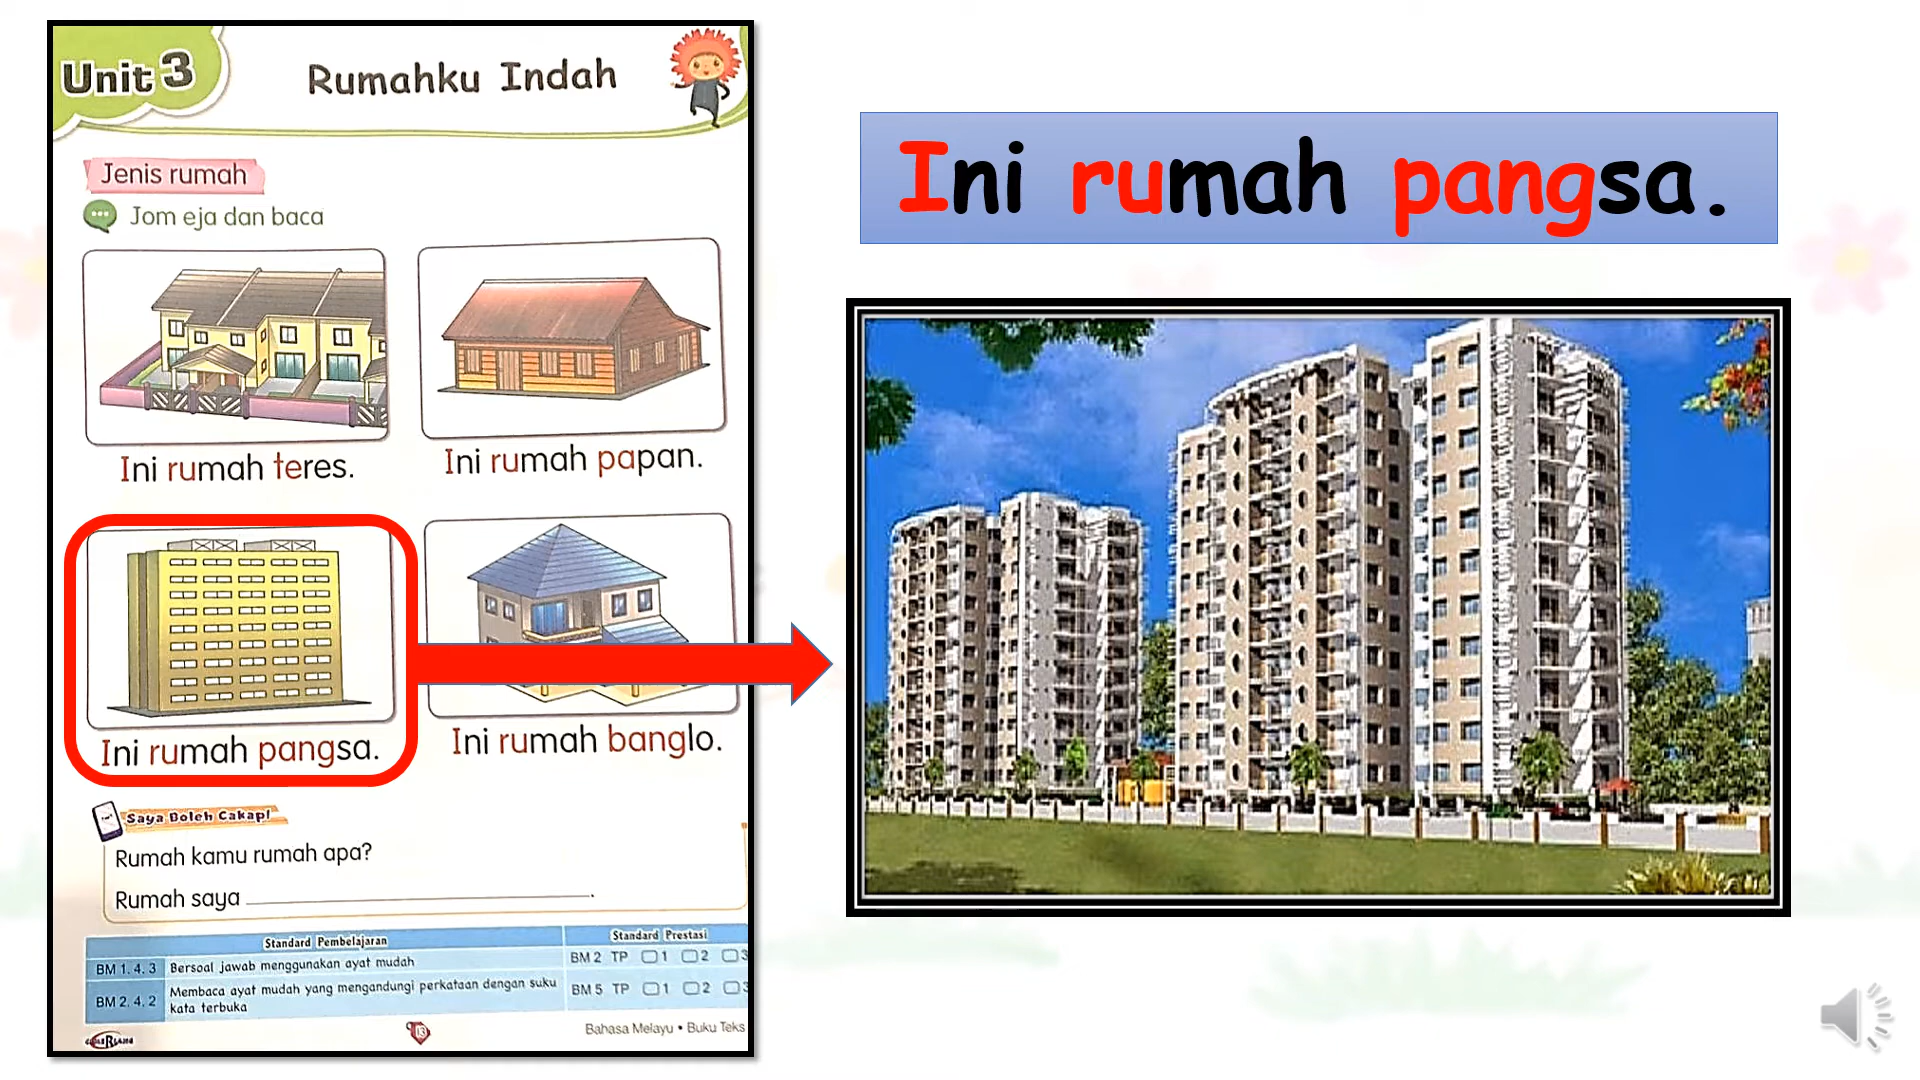 Unit 3
Rumahku Indah
Jenis rumah
Jom eja dan baca
Ini rumah teres.
Ini rumah papan.
Ini rumah pangsa.
Ini rumah banglo.
Saya Boleh Cakap!
Rumah kamu rumah apa?
Rumah saya ___.
Standard Pembelajaran
Standard Prestasi
BM 1.4.3 Bersoal jawab menggunakan ayat mudah
BM 2 TP 1 2 3
BM 2.4.2 Membaca ayat mudah yang mengandungi perkataan dengan suku
kata terbuka
BM 5 TP 1 2 3
Bahasa Melayu • Buku Teks
Ini rumah pangsa.